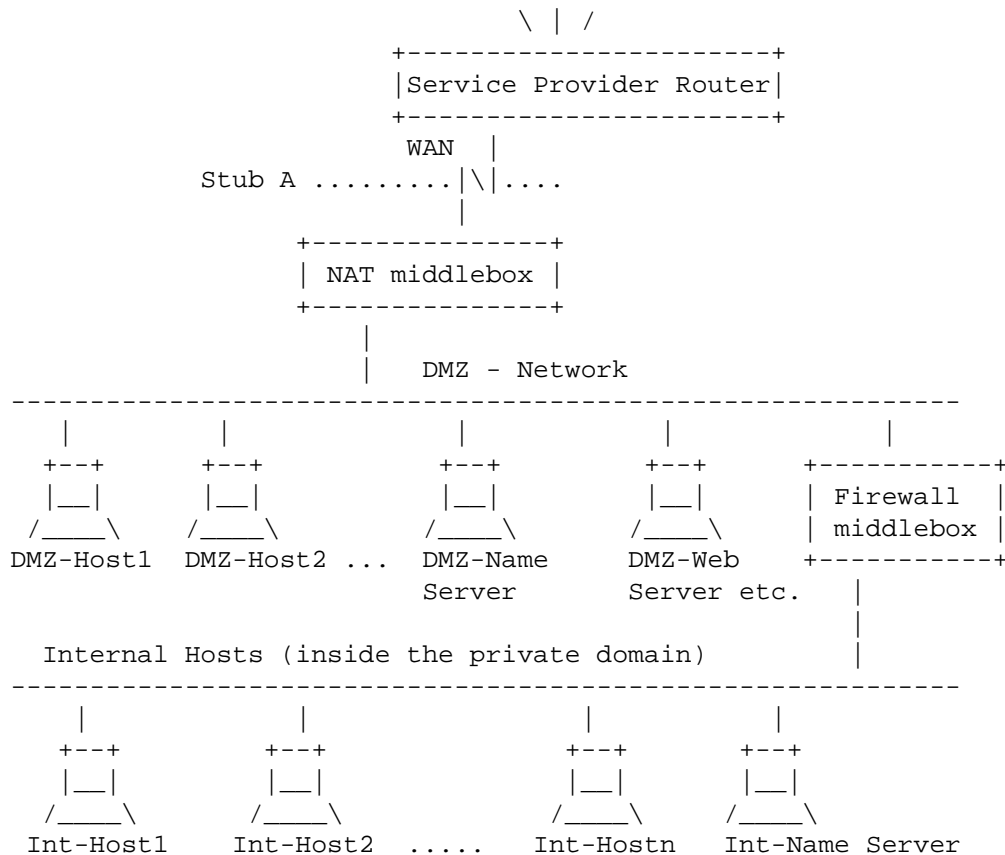 Service Provider Router
WAN
Stub A
NAT middlebox
DMZ - Network
Firewall
middlebox
DMZ-Host1 DMZ-Host2 ... DMZ-Name DMZ-Web
Server Server etc.
Internal Hosts (inside the private domain)
Int-Host1 Int-Host2 ..... Int-Hostn Int-Name Server